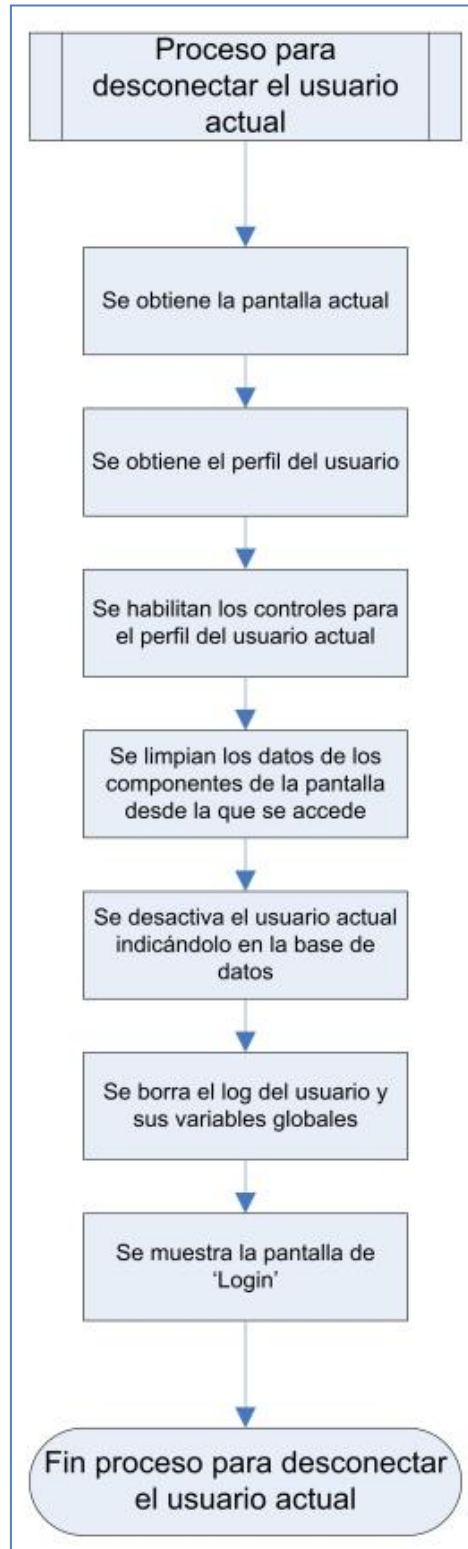 Proceso para
desconectar el usuario
actual
Se obtiene la pantalla actual
Se obtiene el perfil del usuario
Se habilitan los controles para
el perfil del usuario actual
Se limpian los datos de los
componentes de la pantalla
desde la que se accede
Se desactiva el usuario actual
indicándolo en la base de
datos
Se borra el log del usuario y
sus variables globales
Se muestra la pantalla de
‘Login’
Fin proceso para desconectar
el usuario actual